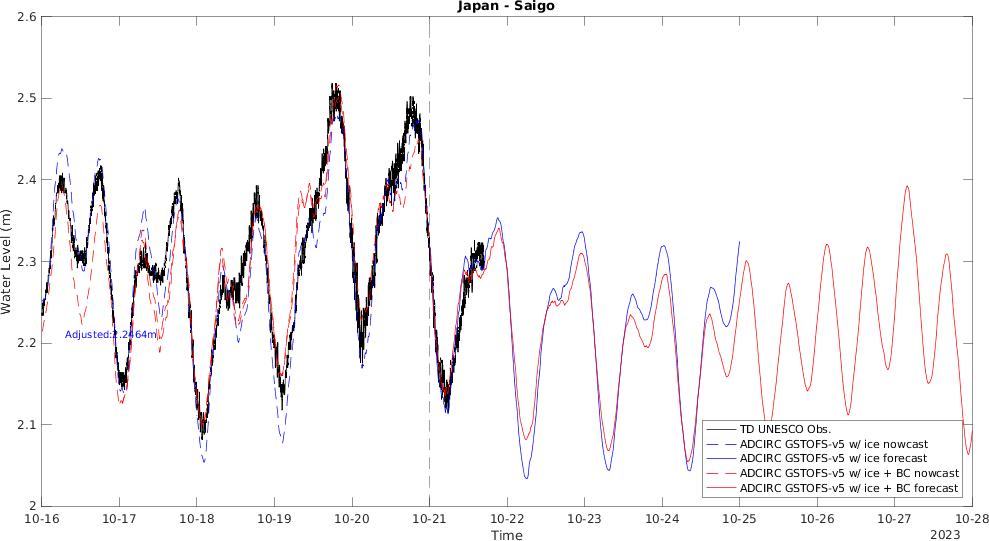 Japan - Saigo
2.6
2.5
2.4
2.3
2.2
2.1
2
Water Level (m)
Adjusted:2.2464m
TD UNESCO Obs.
ADCIRC GSTOFS-v5 w/ ice nowcast
ADCIRC GSTOFS-v5 w/ ice forecast
ADCIRC GSTOFS-v5 w/ ice + BC nowcast
ADCIRC GSTOFS-v5 w/ ice + BC forecast
10-16 10-17 10-18 10-19 10-20 10-21 10-22 10-23 10-24 10-25 10-26 10-27 10-28
Time
2023